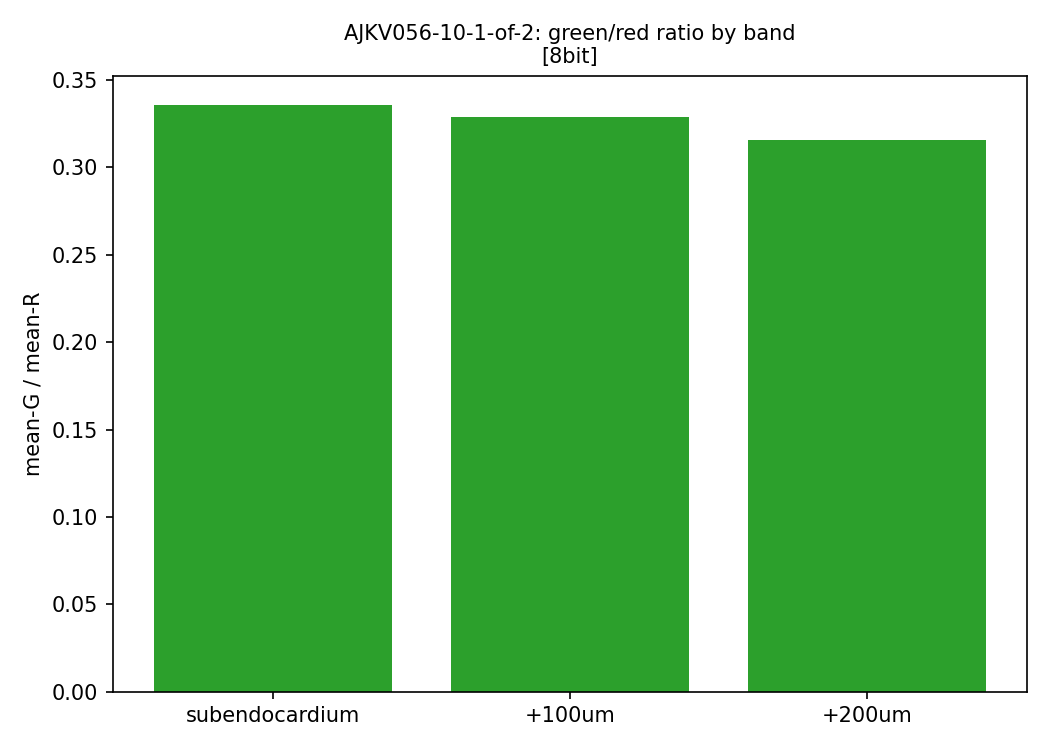 AJKV056-10-1-of-2: green/red ratio by band
[8bit]
mean-G / mean-R
0.35
0.30
0.25
0.20
0.15
0.10
0.05
0.00
subendocardium
+100um
+200um